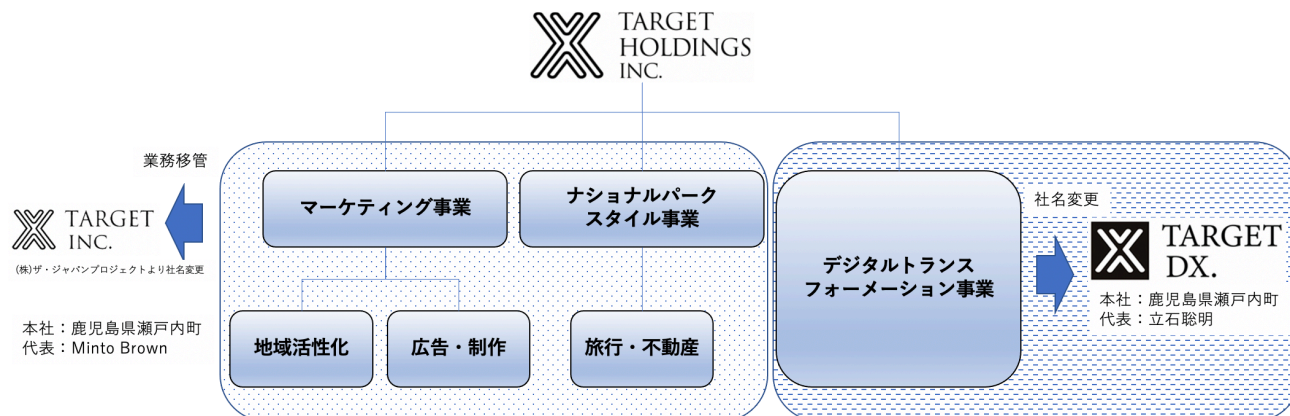 TARGET
HOLDINGS
INC.
業務移管
TARGET
INC.
(株)ザ・ジャパンプロジェクトより社名変更
本社：鹿児島県瀬戸内町
代表：Minto Brown
マーケティング事業
ナショナルパーク
スタイル事業
地域活性化
広告・制作
旅行・不動産
デジタルトランス
フォーメーション事業
社名変更
TARGET
DX.
本社：鹿児島県瀬戸内町
代表：立石聡明